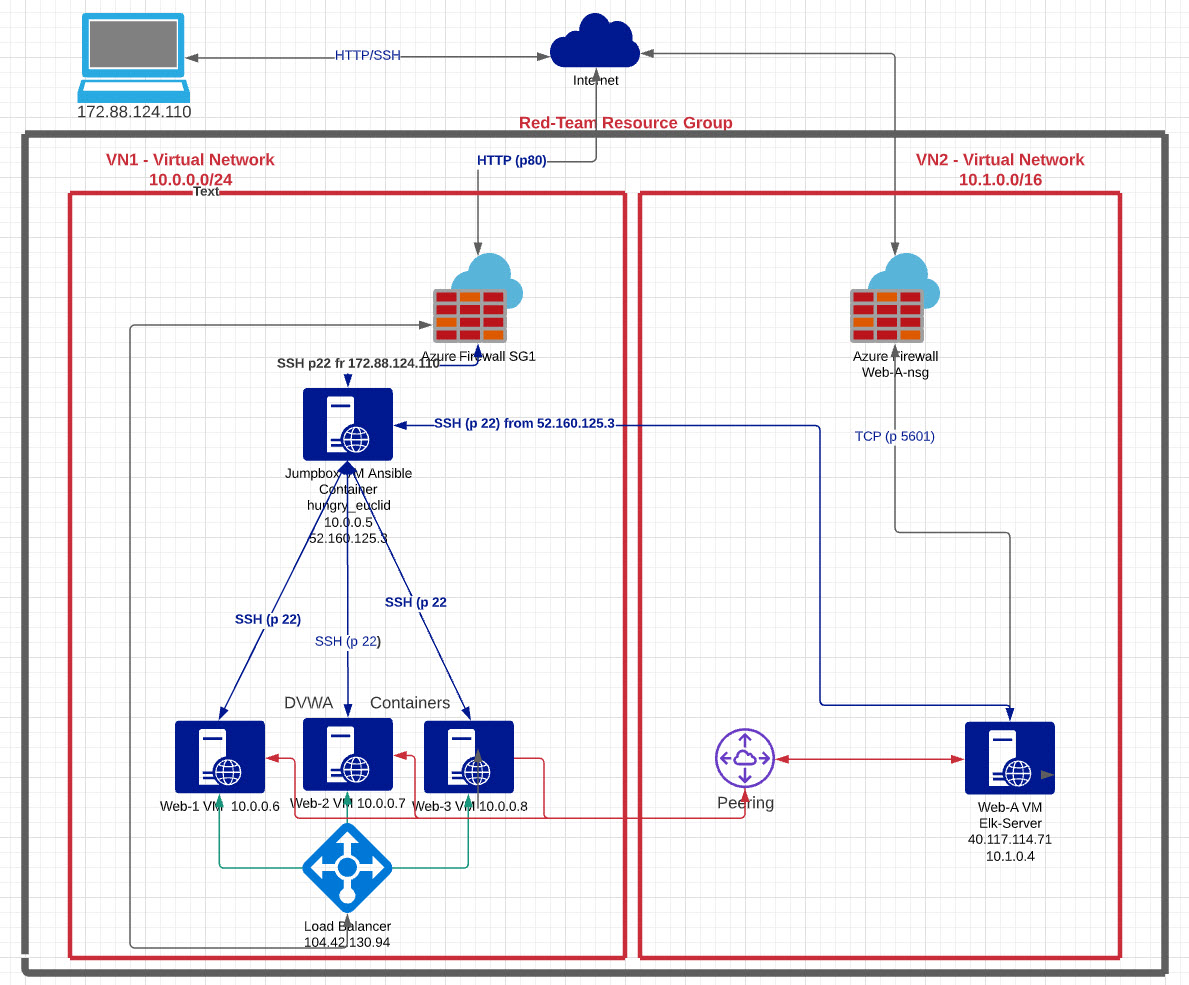 HTTP/SSH
Internet
172.88.124.110
Red-Team Resource Group
VN1 - Virtual Network
10.0.0.0/24
Text
HTTP (p80)
VN2 - Virtual Network
10.1.0.0/16
Azure Firewall SG1
SSH p22 fr 172.88.124.110
Azure Firewall
Web-A-nsg
SSH (p 22) from 52.160.125.3
TCP (p 5601)
Jumpbox VM Ansible
Container
hungry_euclid
10.0.0.5
52.160.125.3
SSH (p 22)
SSH (p 22)
SSH (p 22
DVWA Containers
Web-1 VM 10.0.0.6
Web-2 VM 10.0.0.7
Web-3 VM 10.0.0.8
Peering
Web-A VM
Elk-Server
40.117.114.71
10.1.0.4
Load Balancer
104.42.130.94